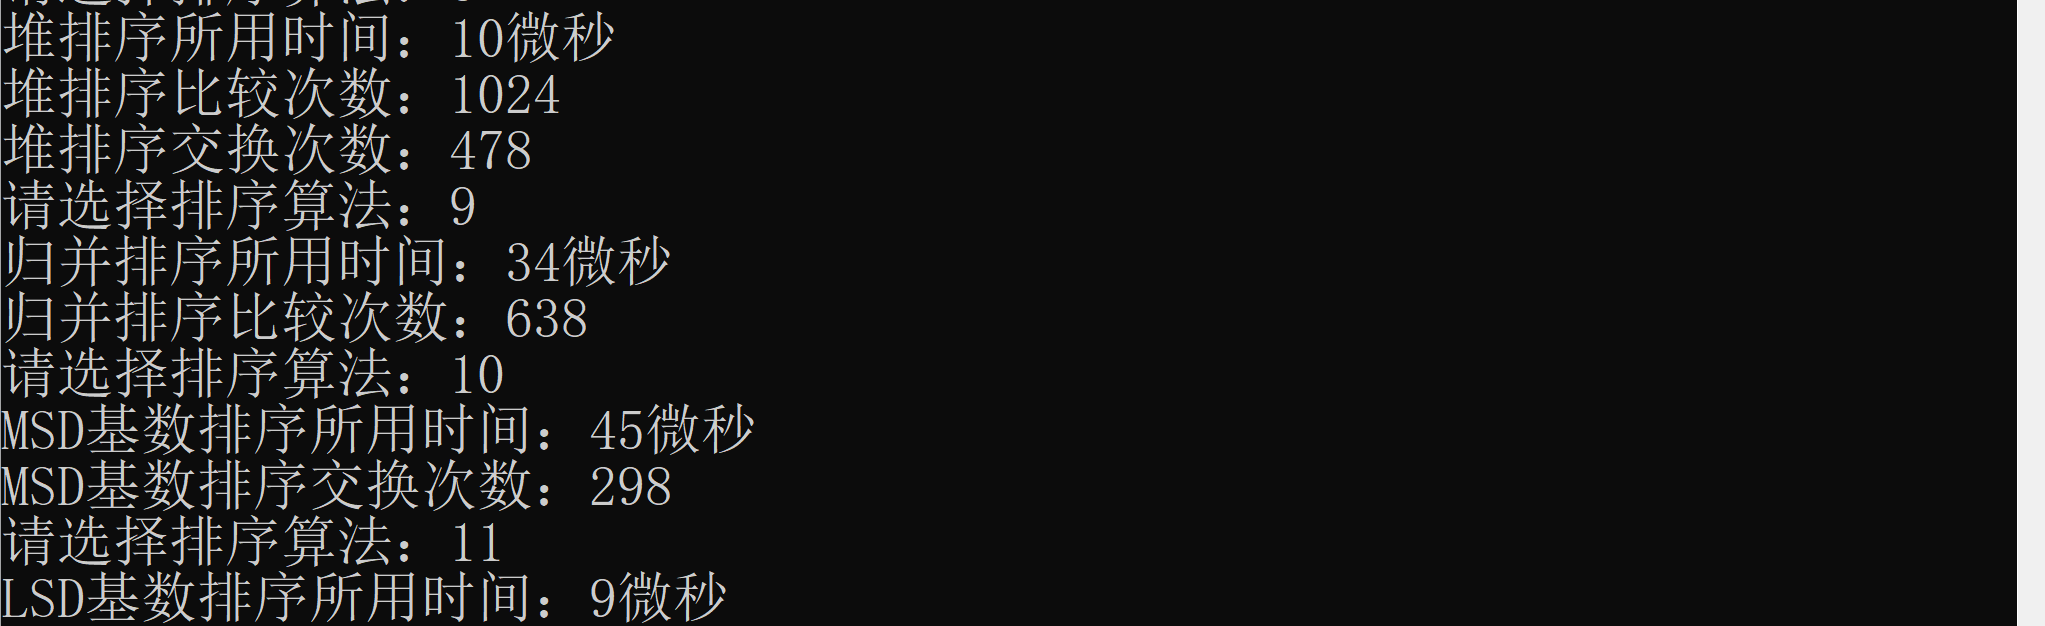 堆排序所用时间：10微秒
堆排序比较次数：1024
堆排序交换次数：478
请选择排序算法：9
归并排序所用时间：34微秒
归并排序比较次数：638
请选择排序算法：10
MSD基数排序所用时间：45微秒
MSD基数排序交换次数：298
请选择排序算法：11
LSD基数排序所用时间：9微秒